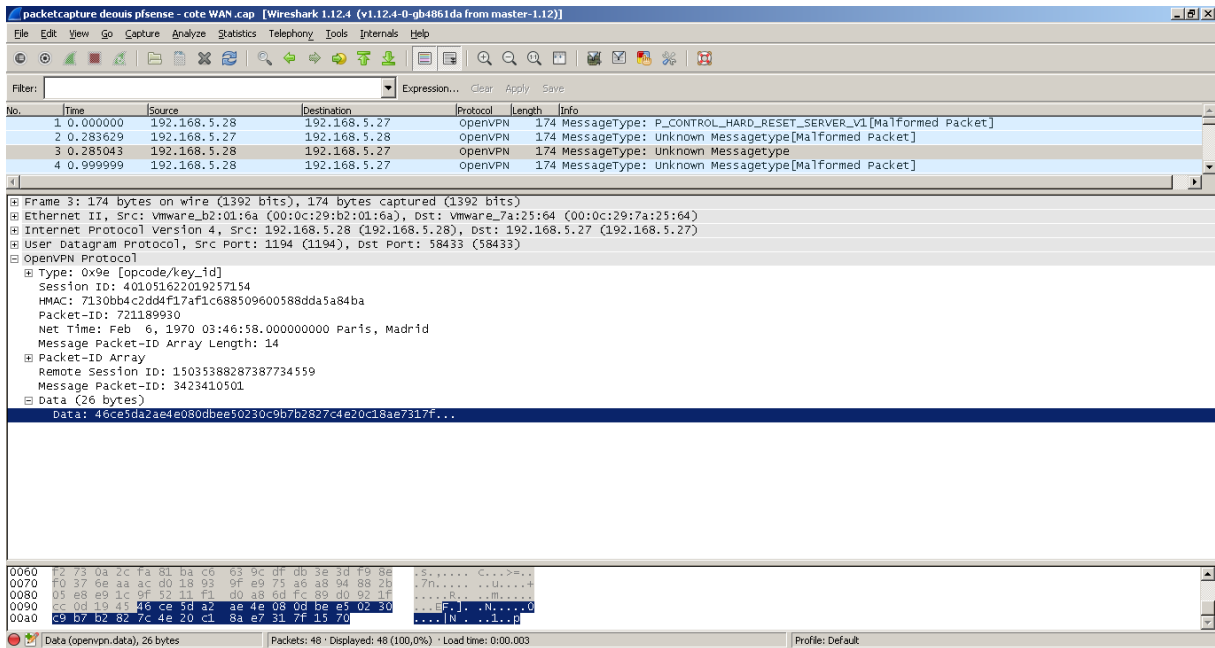 packetcapture deouis pfsense - cote WAN .cap [Wireshark 1.12.4 (v1.12.4-0-gb4861da from master-1.12)]
File Edit View Go Capture Analyze Statistics Telephony Tools Internals Help
Filter: Expression... Clear Apply Save
No. Time Source Destination Protocol Length Info
1 0.000000 192.168.5.28 192.168.5.27 OpenVPN 174 MessageType: P_CONTROL_HARD_RESET_SERVER_V1[Malformed Packet]
2 0.283629 192.168.5.27 192.168.5.28 OpenVPN 174 MessageType: Unknown Messagetype[Malformed Packet]
3 0.285043 192.168.5.28 192.168.5.27 OpenVPN 174 MessageType: Unknown Messagetype
4 0.999999 192.168.5.28 192.168.5.27 OpenVPN 174 MessageType: Unknown Messagetype[Malformed Packet]
Frame 3: 174 bytes on wire (1392 bits), 174 bytes captured (1392 bits)
Ethernet II, Src: Vmware_b2:01:6a (00:0c:29:b2:01:6a), Dst: Vmware_7a:25:64 (00:0c:29:7a:25:64)
Internet Protocol Version 4, Src: 192.168.5.28 (192.168.5.28), Dst: 192.168.5.27 (192.168.5.27)
User Datagram Protocol, Src Port: 1194 (1194), Dst Port: 58433 (58433)
OpenVPN Protocol
Type: 0x9e [opcode/key_id]
Session ID: 401051622019257154
HMAC: 7130bb4c2dd4f17af1c688509600588dda5a84ba
Packet-ID: 721189930
Net Time: Feb 6, 1970 03:46:58.000000000 Paris, Madrid
Message Packet-ID Array Length: 14
Packet-ID Array
Remote Session ID: 15035388287387734559
Message Packet-ID: 3423410501
Data (26 bytes)
Data: 46ce5da2ae4e080dbee50230c9b7b2827c4e20c18ae7317f...
0060 f2 73 0a 2c fa 81 ba c6 63 9c df db 3e 3d f9 8e .s.,.... c...>=..
0070 f0 37 6e aa ac d0 18 93 9f e9 75 a6 a8 94 88 2b .7n..... ..u....+
0080 05 e8 e9 1c 9f 52 11 f1 d0 a8 6d fc 89 d0 92 1f .....R.. ..m.....
0090 cc 0d 19 45 46 ce 5d a2 ae 4e 08 0d be e5 02 30 ...EF.]. .N.....0
00a0 c9 b7 b2 82 7c 4e 20 c1 8a e7 31 7f 15 70 ....|N . ..1..p
Data (openvpn.data), 26 bytes Packets: 48 · Displayed: 48 (100,0%) · Load time: 0:00.003 Profile: Default